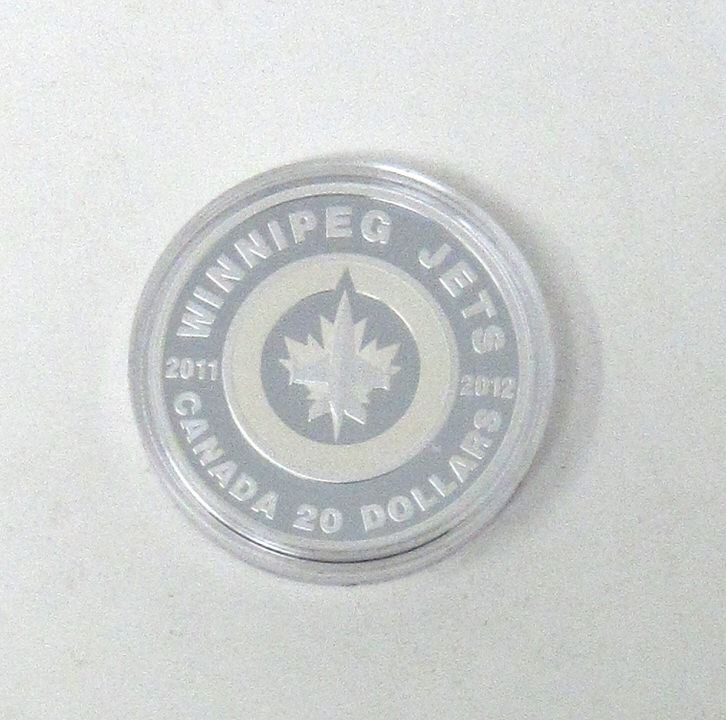 WINNIPEG JETS
2011
2012
CANADA 20 DOLLARS